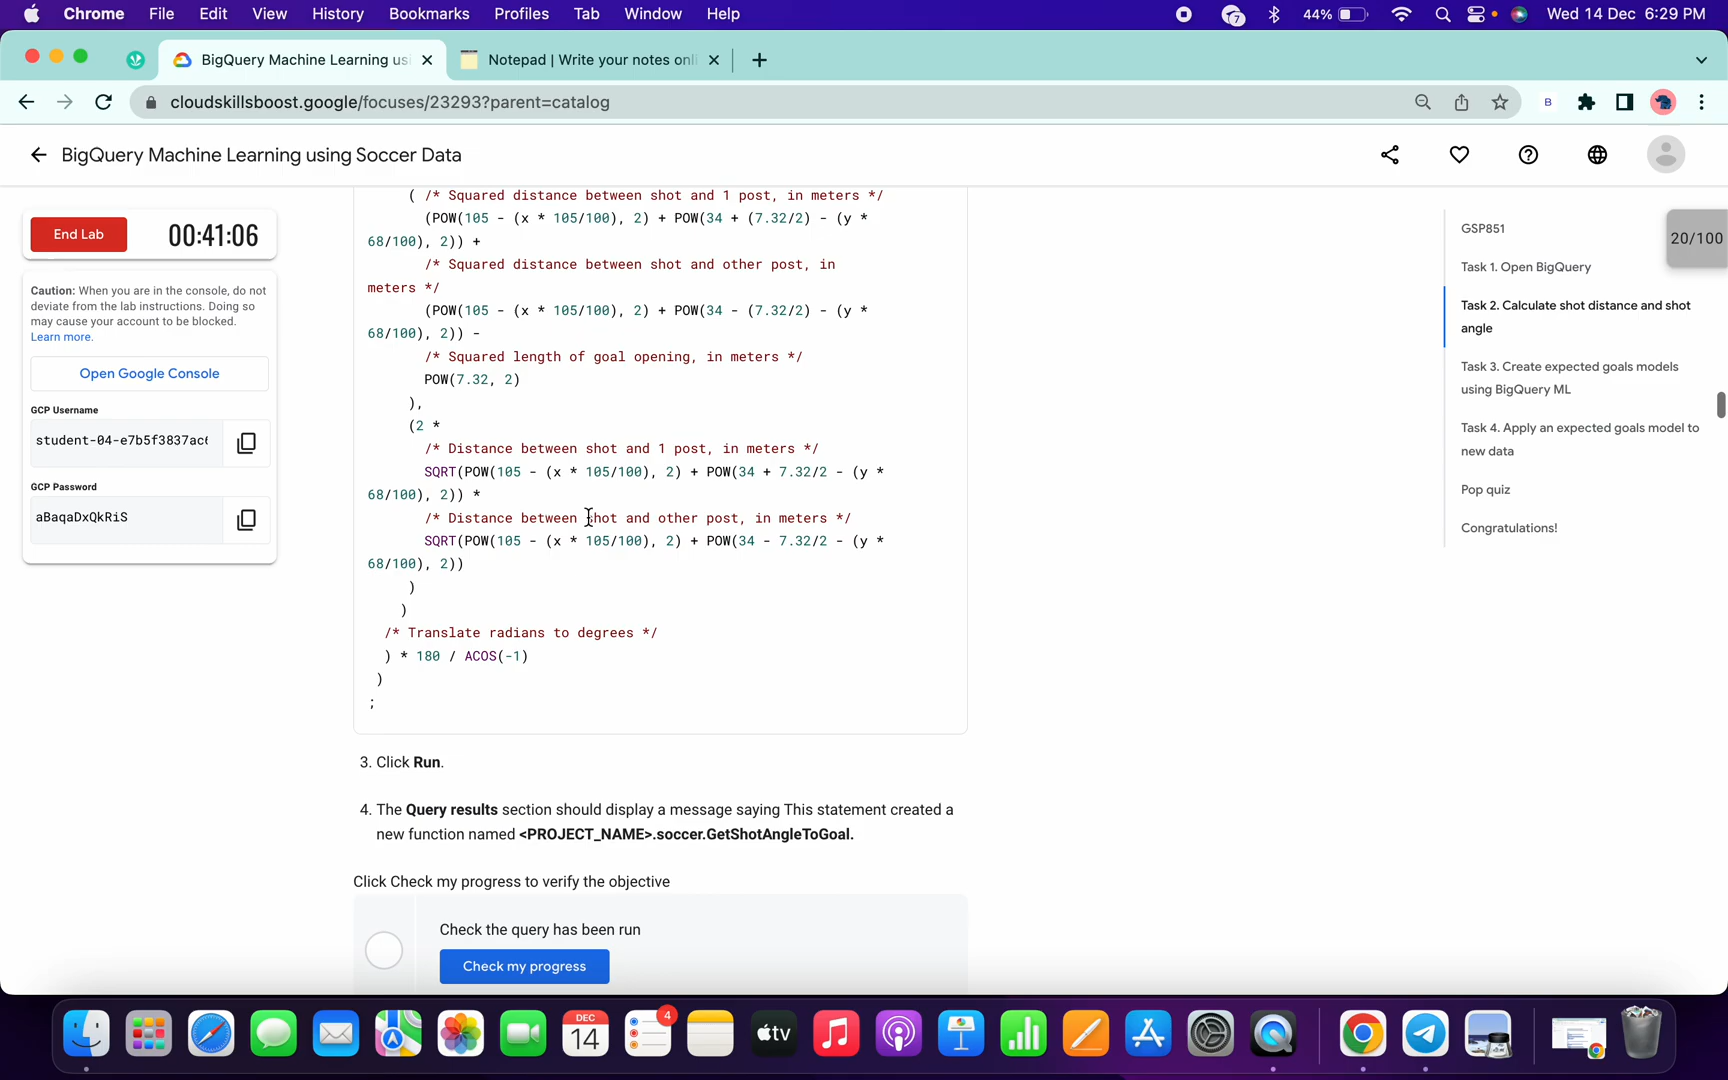 Chrome File Edit View History Bookmarks Profiles Tab Window Help
7
44%
Wed 14 Dec 6:29 PM
BigQuery Machine Learning usi
Notepad | Write your notes onli
cloudskillsboost.google/focuses/23293?parent=catalog
B
BigQuery Machine Learning using Soccer Data
End Lab
00:41:06
Caution: When you are in the console, do not
deviate from the lab instructions. Doing so
may cause your account to be blocked.
Learn more.
Open Google Console
GCP Username
student-04-e7b5f3837ac
GCP Password
aBaqaDxQkRiS
( /* Squared distance between shot and 1 post, in meters */
(POW(105 - (x * 105/100), 2) + POW(34 + (7.32/2) - (y *
68/100), 2)) +
/* Squared distance between shot and other post, in
meters */
(POW(105 - (x * 105/100), 2) + POW(34 - (7.32/2) - (y *
68/100), 2)) -
/* Squared length of goal opening, in meters */
POW(7.32, 2)
),
(2 *
/* Distance between shot and 1 post, in meters */
SQRT(POW(105 - (x * 105/100), 2) + POW(34 + 7.32/2 - (y *
68/100), 2)) *
/* Distance between shot and other post, in meters */
SQRT(POW(105 - (x * 105/100), 2) + POW(34 - 7.32/2 - (y *
68/100), 2))
)
)
/* Translate radians to degrees */
) * 180 / ACOS(-1)
)
;
3. Click Run.
4. The Query results section should display a message saying This statement created a
new function named <PROJECT_NAME>.soccer.GetShotAngleToGoal.
Click Check my progress to verify the objective
Check the query has been run
Check my progress
GSP851
Task 1. Open BigQuery
Task 2. Calculate shot distance and shot
angle
Task 3. Create expected goals models
using BigQuery ML
Task 4. Apply an expected goals model to
new data
Pop quiz
Congratulations!
20/100
DEC
14
4
tv